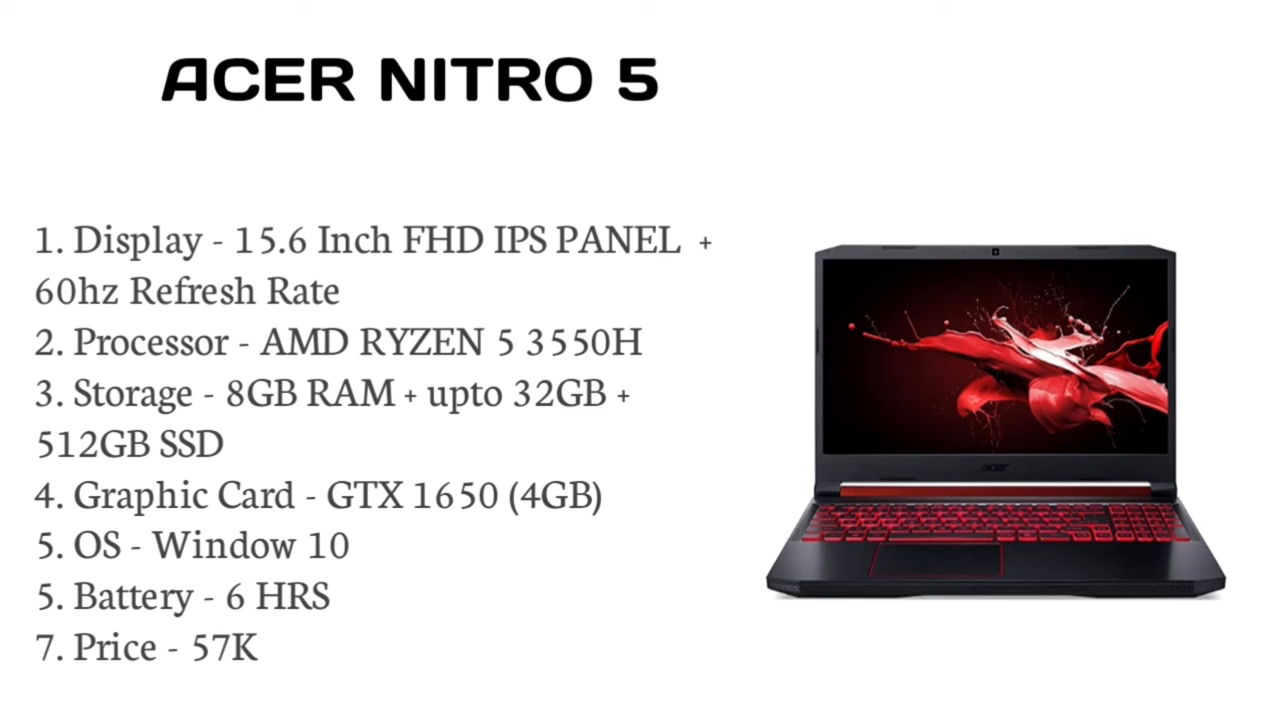 ACER NITRO 5
1. Display - 15.6 Inch FHD IPS PANEL +
60hz Refresh Rate
2. Processor - AMD RYZEN 5 3550H
3. Storage - 8GB RAM + upto 32GB +
512GB SSD
4. Graphic Card - GTX 1650 (4GB)
5. OS - Window 10
5. Battery - 6 HRS
7. Price - 57K
acer